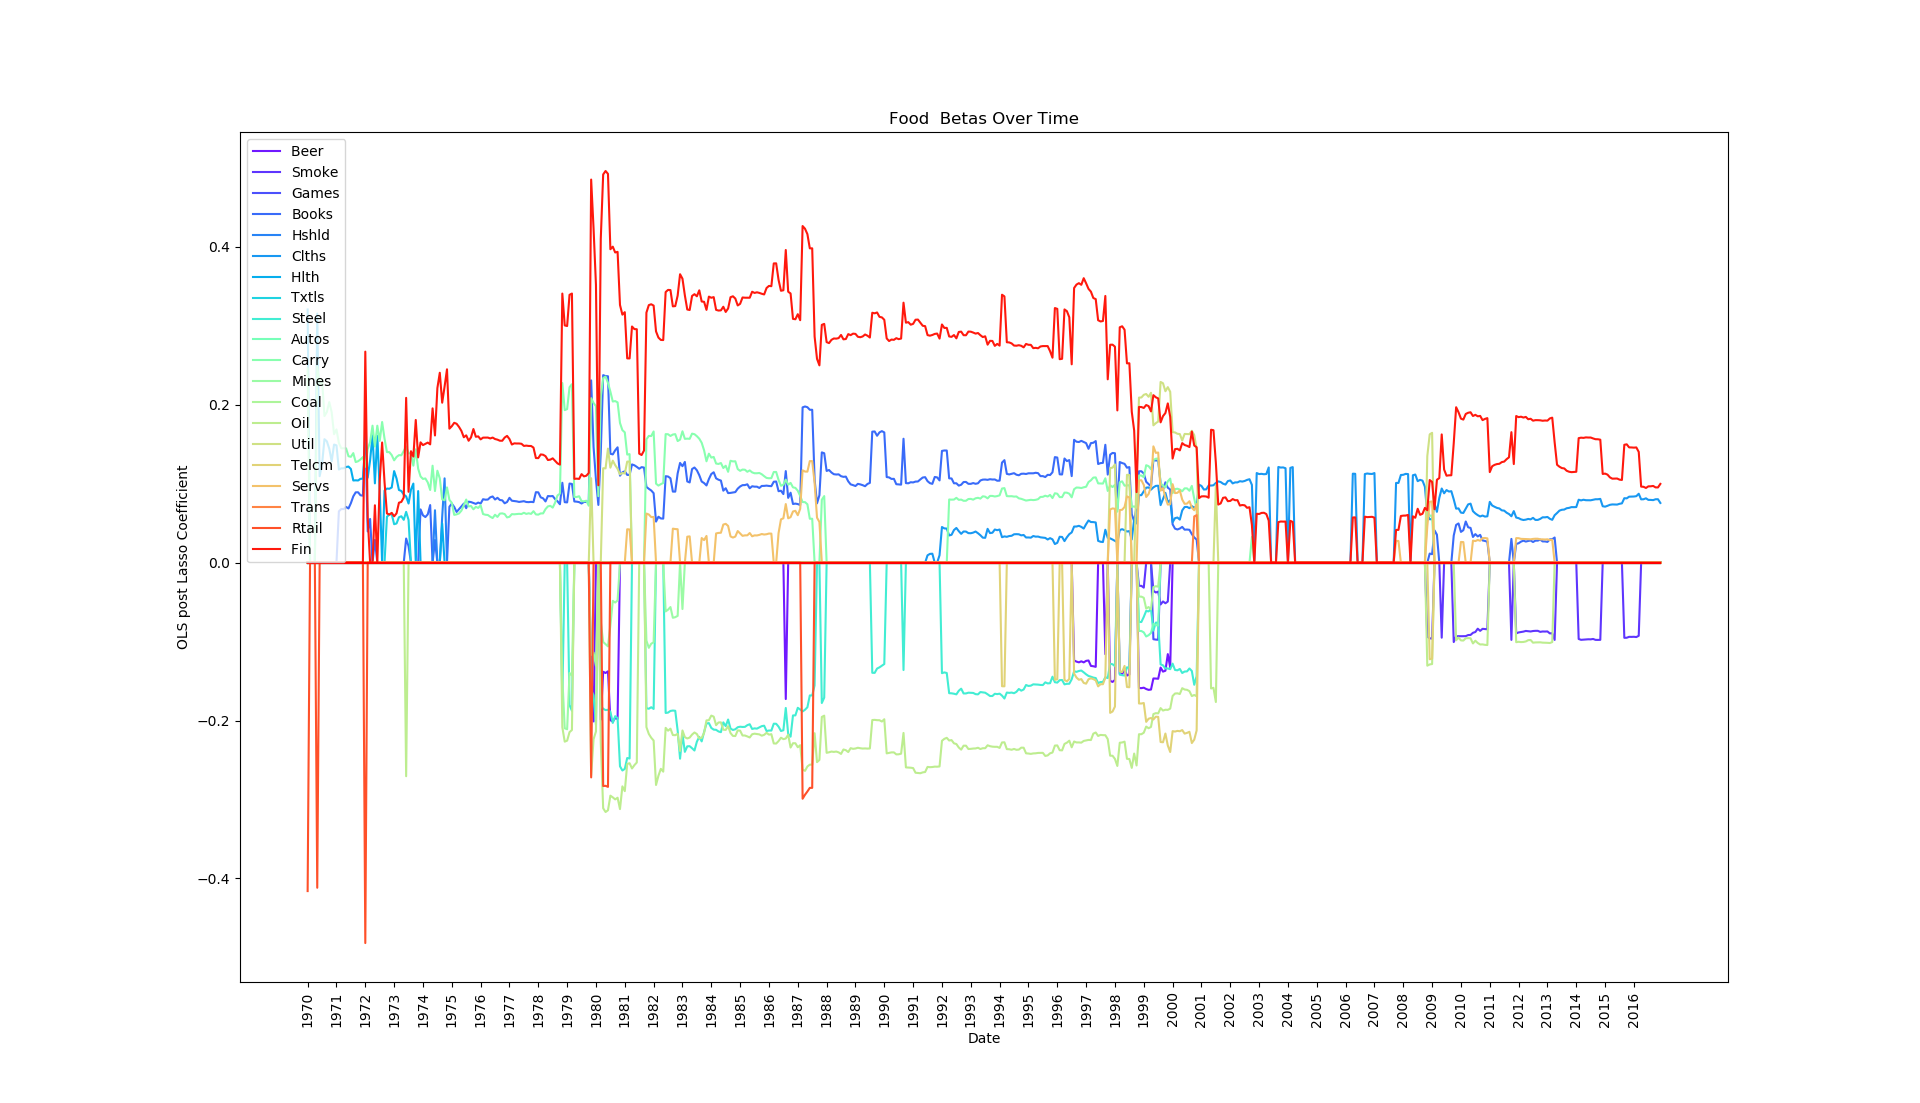 Food  Betas Over Time
Beer
Smoke
Games
Books
Hshld
Clths
Hlth
Txtls
Steel
Autos
Carry
Mines
Coal
Oil
Util
Telcm
Servs
Trans
Rtail
Fin
OLS post Lasso Coefficient
0.4
0.2
0.0
−0.2
−0.4
1970 1971 1972 1973 1974 1975 1976 1977 1978 1979 1980 1981 1982 1983 1984 1985 1986 1987 1988 1989 1990 1991 1992 1993 1994 1995 1996 1997 1998 1999 2000 2001 2002 2003 2004 2005 2006 2007 2008 2009 2010 2011 2012 2013 2014 2015 2016
Date